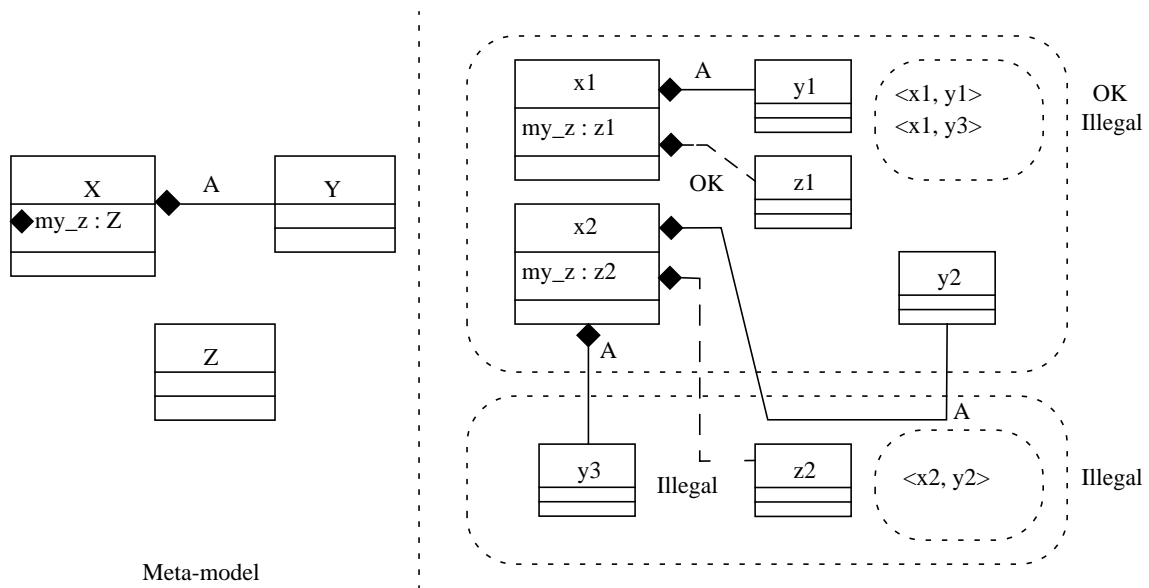 X
A
Y
my_z : Z
Z
Meta-model
x1
A
y1
my_z : z1
OK
z1
<x1, y1>
<x1, y3>
OK
Illegal
x2
my_z : z2
y2
A
A
y3
Illegal
z2
<x2, y2>
Illegal